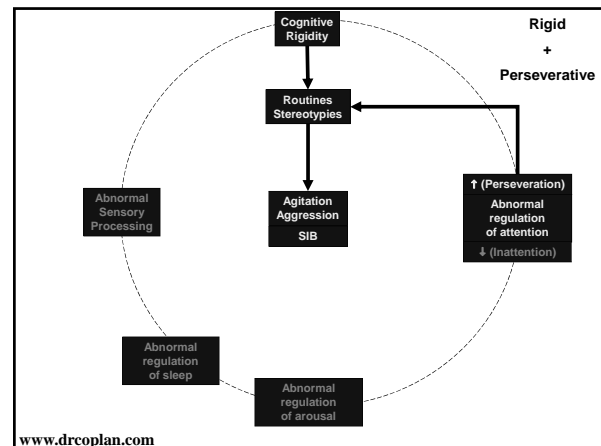 Cognitive
Rigidity
Rigid
+
Perseverative
Routines
Stereotypies
Abnormal
Sensory
Processing
Agitation
Aggression
SIB
↑ (Perseveration)
Abnormal
regulation
of attention
↓ (Inattention)
Abnormal
regulation
of sleep
Abnormal
regulation
of arousal
www.drcoplan.com